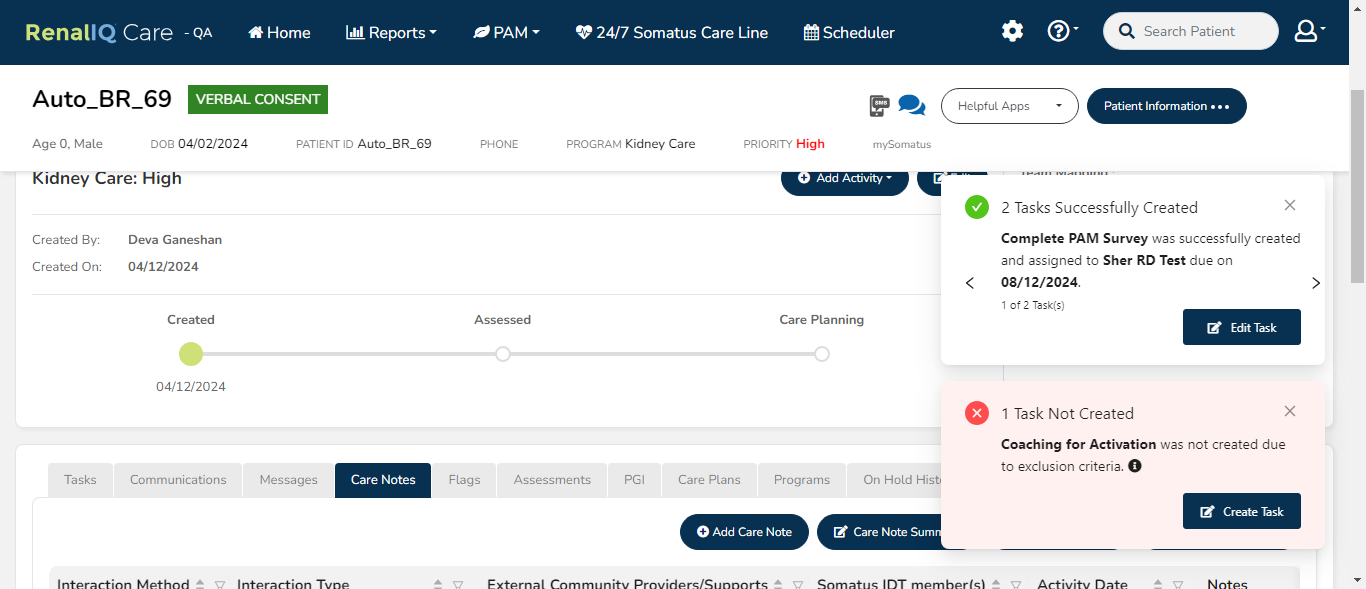 RenalIQ Care - QA
Home
Reports
PAM
24/7 Somatus Care Line
Scheduler
Search Patient
Auto_BR_69
VERBAL CONSENT
SMS
Helpful Apps
Patient Information
Age 0, Male
DOB 04/02/2024
PATIENT ID Auto_BR_69
PHONE
PROGRAM Kidney Care
PRIORITY High
mySomatus
Kidney Care: High
Add Activity
Team Mapping
Created By: Deva Ganeshan
Created On: 04/12/2024
Created
Assessed
Care Planning
04/12/2024
2 Tasks Successfully Created
Complete PAM Survey was successfully created
and assigned to Sher RD Test due on
08/12/2024.
1 of 2 Task(s)
Edit Task
1 Task Not Created
Coaching for Activation was not created due
to exclusion criteria.
Create Task
Tasks
Communications
Messages
Care Notes
Flags
Assessments
PGI
Care Plans
Programs
On Hold Histo
Add Care Note
Care Note Summ
Interaction Method
Interaction Type
External Community Providers/Supports
Somatus IDT member(s)
Activity Date
Notes